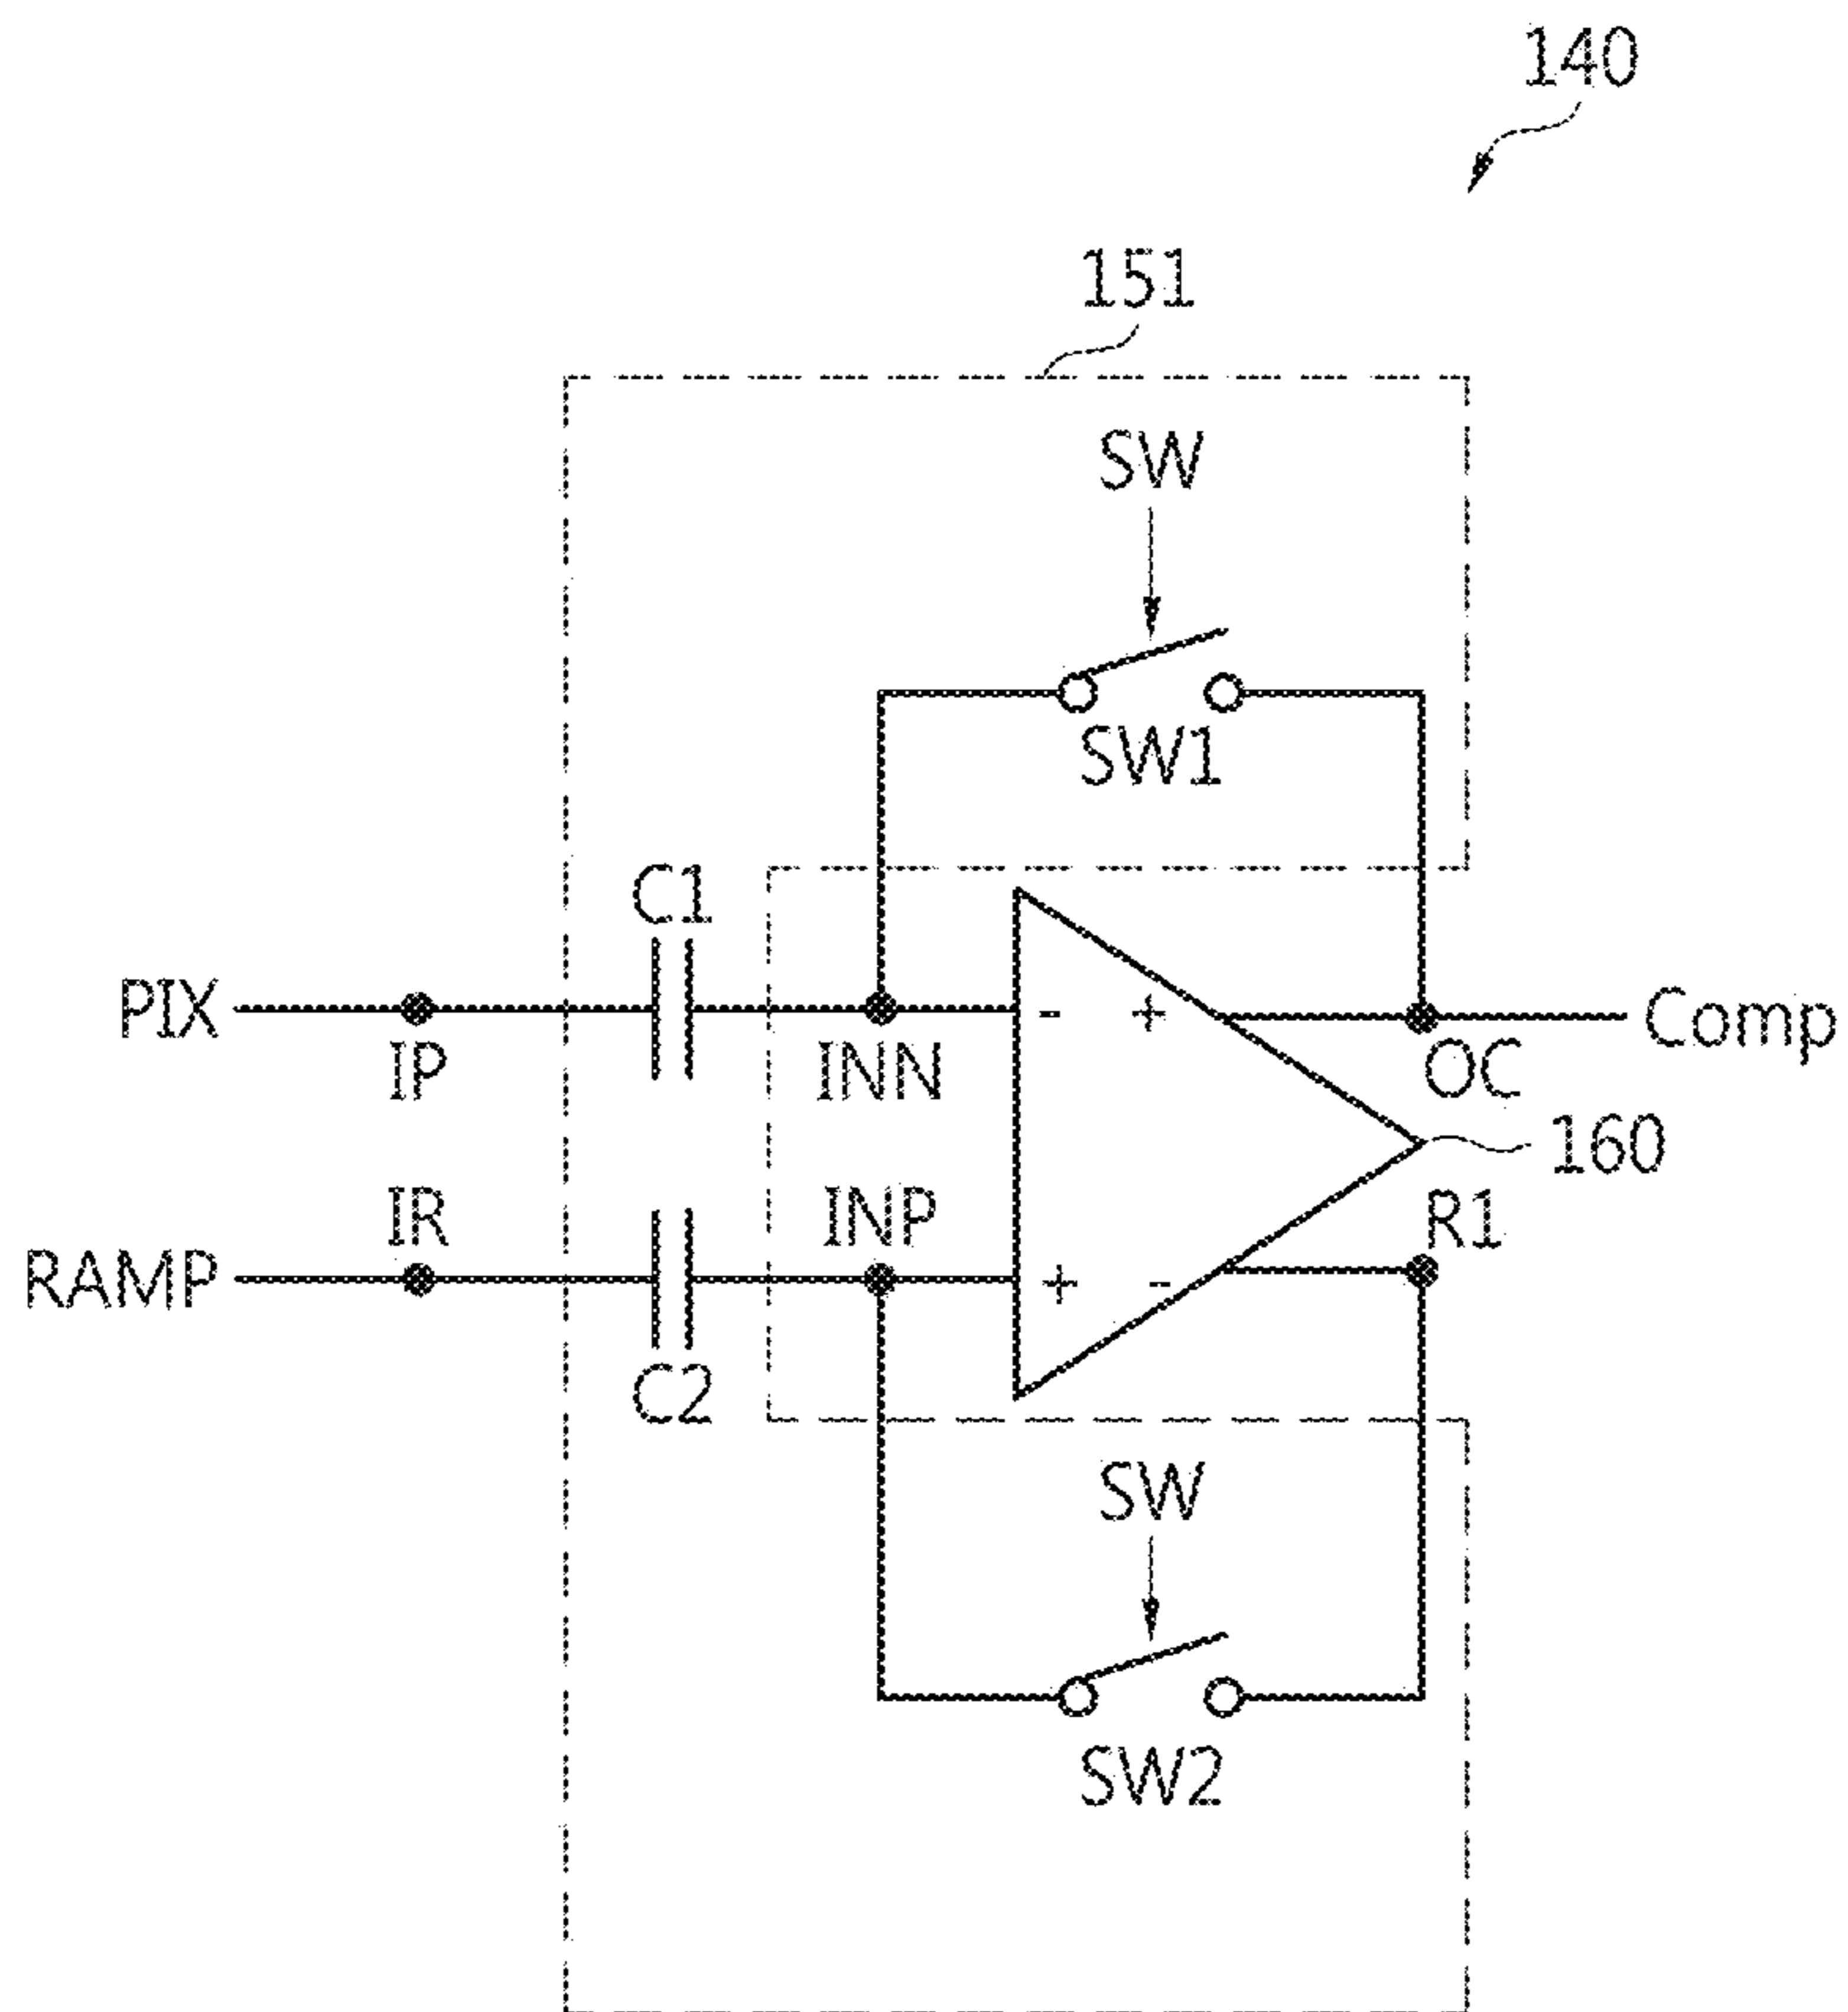 140
151
SW
SW1
C1
PIX
IP
INN
- +
OC
Comp
160
RAMP
IR
INP
+ -
R1
C2
SW
SW2